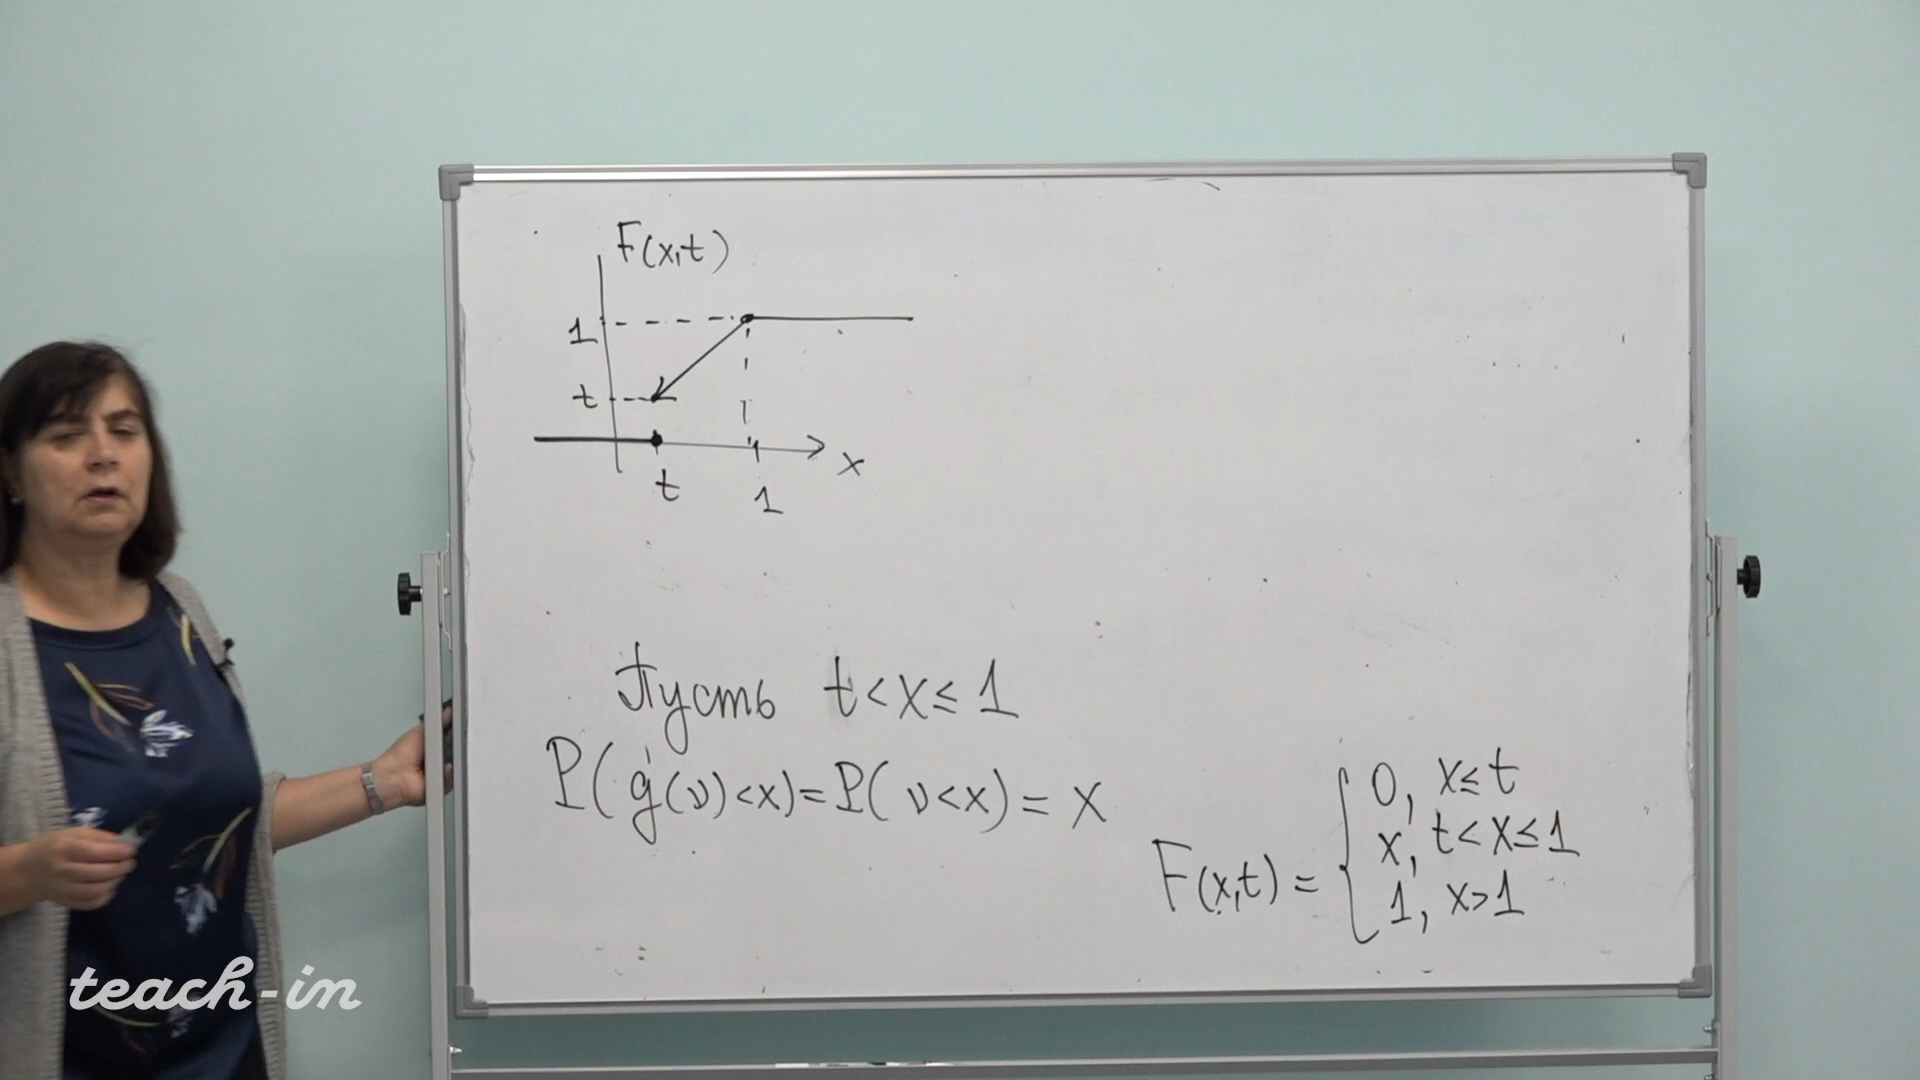 F(x,t)
1
t
x
t
1
Пусть t < x ≤ 1
P(g(ν)<x)=P(ν<x)=x
F(x,t) = { 0, x≤t
x, t<x≤1
1, x>1
teach-in